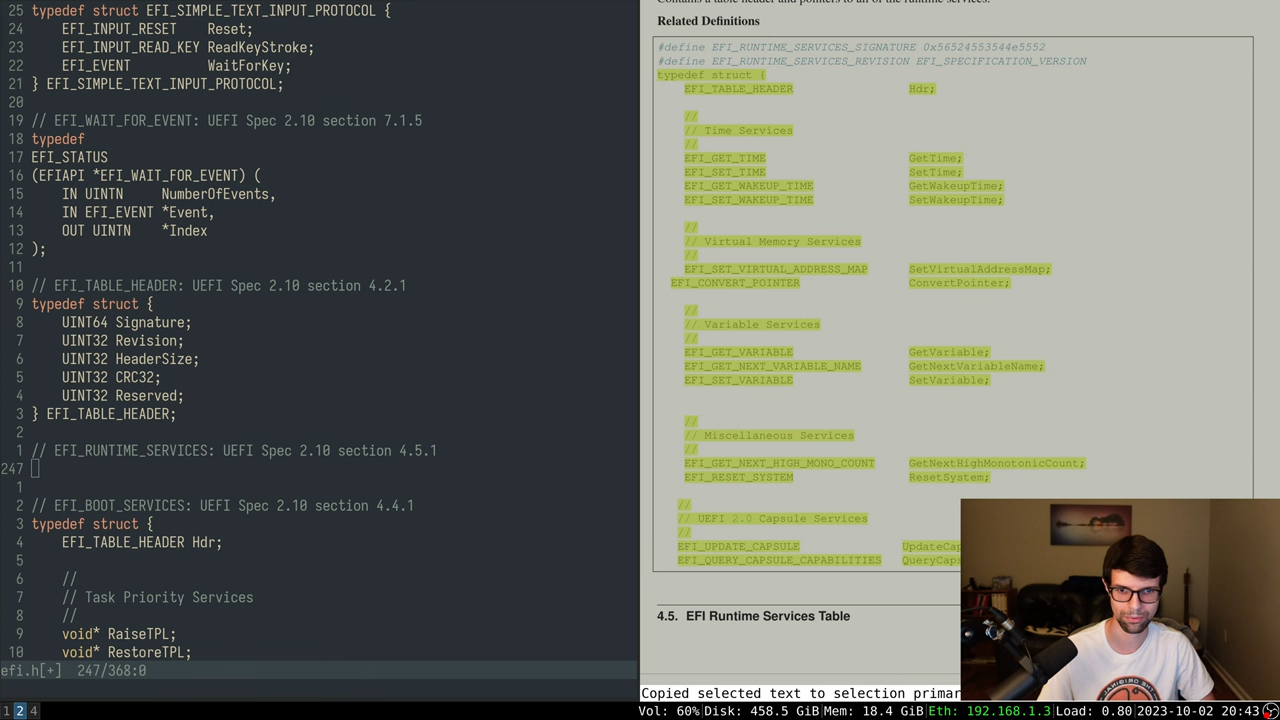 25 typedef struct EFI_SIMPLE_TEXT_INPUT_PROTOCOL {
24     EFI_INPUT_RESET    Reset;
23     EFI_INPUT_READ_KEY ReadKeyStroke;
22     EFI_EVENT          WaitForKey;
21 } EFI_SIMPLE_TEXT_INPUT_PROTOCOL;
20
19 // EFI_WAIT_FOR_EVENT: UEFI Spec 2.10 section 7.1.5
18 typedef
17 EFI_STATUS
16 (EFIAPI *EFI_WAIT_FOR_EVENT) (
15     IN UINTN     NumberOfEvents,
14     IN EFI_EVENT *Event,
13     OUT UINTN    *Index
12 );
11
10 // EFI_TABLE_HEADER: UEFI Spec 2.10 section 4.2.1
9 typedef struct {
8     UINT64 Signature;
7     UINT32 Revision;
6     UINT32 HeaderSize;
5     UINT32 CRC32;
4     UINT32 Reserved;
3 } EFI_TABLE_HEADER;
2
1 // EFI_RUNTIME_SERVICES: UEFI Spec 2.10 section 4.5.1
247
1
2 // EFI_BOOT_SERVICES: UEFI Spec 2.10 section 4.4.1
3 typedef struct {
4     EFI_TABLE_HEADER Hdr;
5
6     //
7     // Task Priority Services
8     //
9     void* RaiseTPL;
10     void* RestoreTPL;
efi.h[+]  247/368:0
Related Definitions
#define EFI_RUNTIME_SERVICES_SIGNATURE 0x56524553544e5552
#define EFI_RUNTIME_SERVICES_REVISION EFI_SPECIFICATION_VERSION
typedef struct {
EFI_TABLE_HEADER Hdr;
//
// Time Services
//
EFI_GET_TIME GetTime;
EFI_SET_TIME SetTime;
EFI_GET_WAKEUP_TIME GetWakeupTime;
EFI_SET_WAKEUP_TIME SetWakeupTime;
//
// Virtual Memory Services
//
EFI_SET_VIRTUAL_ADDRESS_MAP SetVirtualAddressMap;
EFI_CONVERT_POINTER ConvertPointer;
//
// Variable Services
//
EFI_GET_VARIABLE GetVariable;
EFI_GET_NEXT_VARIABLE_NAME GetNextVariableName;
EFI_SET_VARIABLE SetVariable;
//
// Miscellaneous Services
//
EFI_GET_NEXT_HIGH_MONO_COUNT GetNextHighMonotonicCount;
EFI_RESET_SYSTEM ResetSystem;
//
// UEFI 2.0 Capsule Services
//
EFI_UPDATE_CAPSULE UpdateCap
EFI_QUERY_CAPSULE_CAPABILITIES QueryCaps
4.5. EFI Runtime Services Table
Copied selected text to selection primar
1 2 4
Vol: 60% Disk: 458.5 GiB Mem: 18.4 GiB Eth: 192.168.1.3 Load: 0.80 2023-10-02 20:43